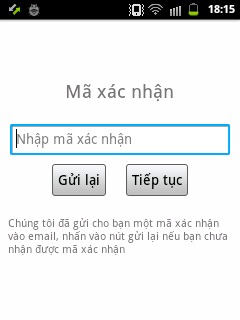 18:15
Mã xác nhận
Nhập mã xác nhận
Gửi lại
Tiếp tục
Chúng tôi đã gửi cho bạn một mã xác nhận
vào email, nhấn vào nút gửi lại nếu bạn chưa
nhận được mã xác nhận